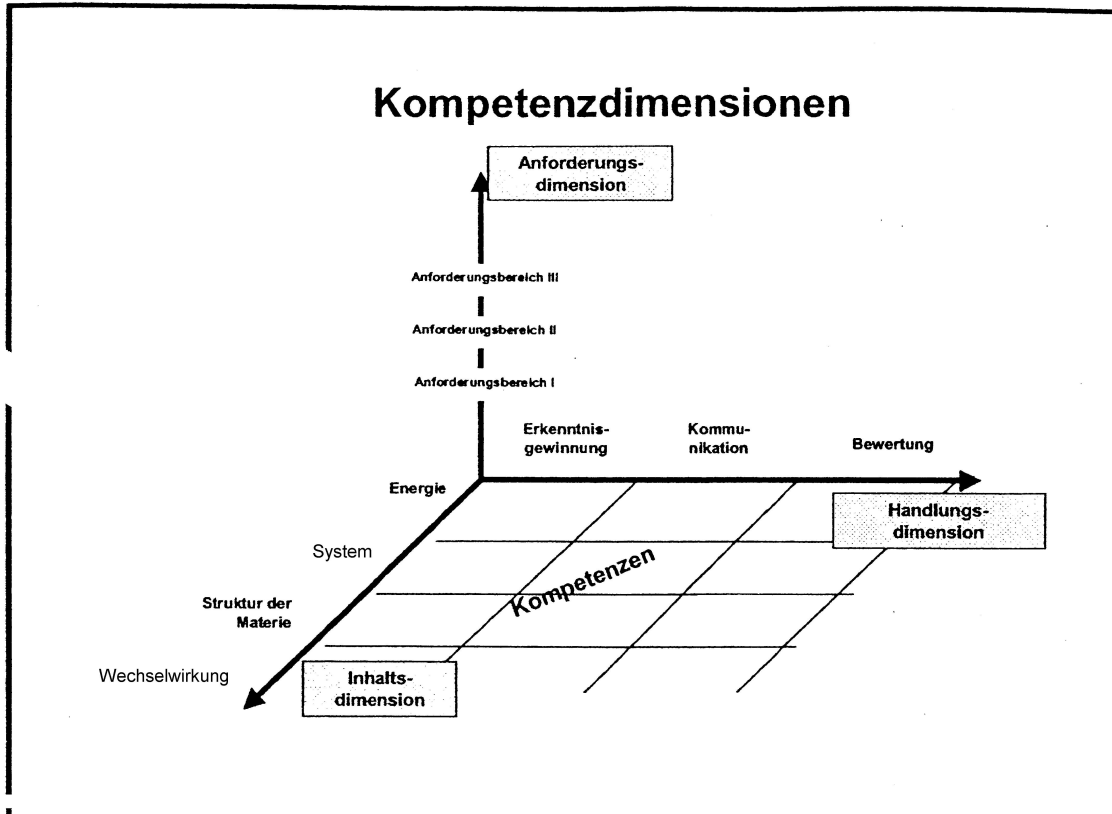 Kompetenzdimensionen
Anforderungs-
dimension
Anforderungsbereich III
Anforderungsbereich II
Anforderungsbereich I
Erkenntnis-
gewinnung
Kommu-
nikation
Bewertung
Energie
Handlungs-
dimension
System
Kompetenzen
Struktur der
Materie
Wechselwirkung
Inhalts-
dimension